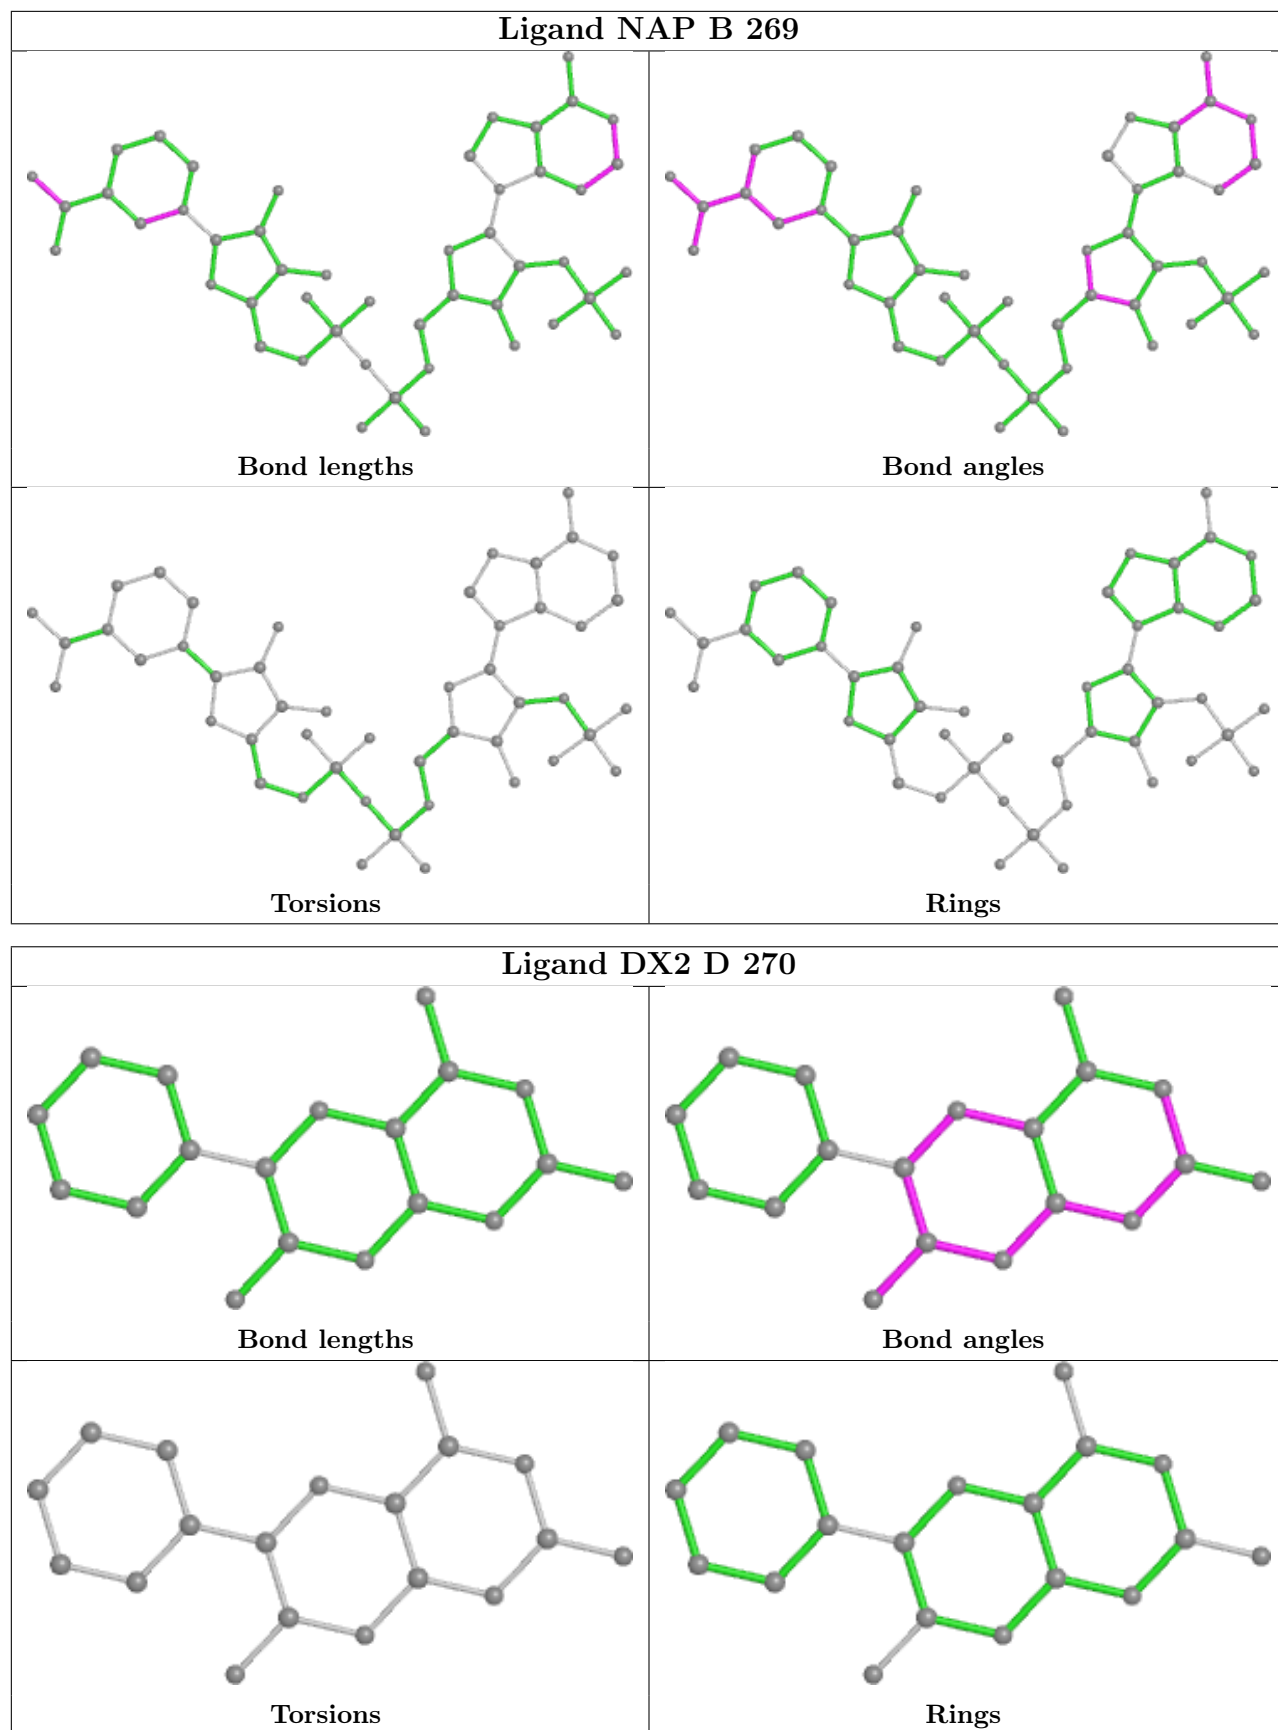 Ligand NAP B 269
Bond lengths
Bond angles
Torsions
Rings
Ligand DX2 D 270
Bond lengths
Bond angles
Torsions
Rings